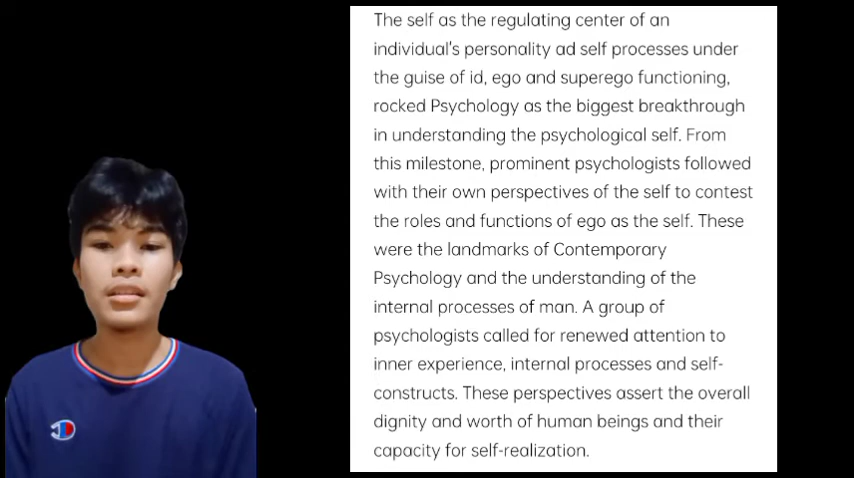 The self as the regulating center of an
individual's personality ad self processes under
the guise of id, ego and superego functioning,
rocked Psychology as the biggest breakthrough
in understanding the psychological self. From
this milestone, prominent psychologists followed
with their own perspectives of the self to contest
the roles and functions of ego as the self. These
were the landmarks of Contemporary
Psychology and the understanding of the
internal processes of man. A group of
psychologists called for renewed attention to
inner experience, internal processes and self-
constructs. These perspectives assert the overall
dignity and worth of human beings and their
capacity for self-realization.